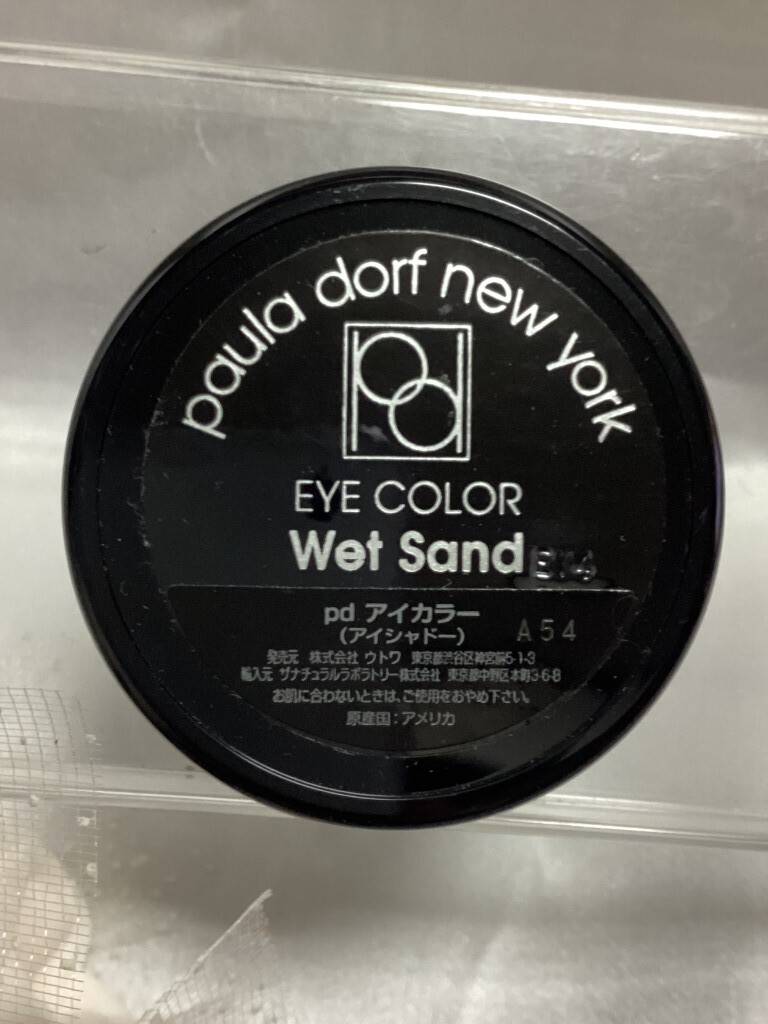 paula dorf new york
pd
EYE COLOR
Wet Sand
pd アイカラー
(アイシャドー)
A54
発売元 株式会社 ウトワ 東京都渋谷区神宮前5-1-3
輸入元 ザナチュラルラボラトリー株式会社 東京都中野区本町3-6-8
お肌に合わないときは、ご使用をおやめ下さい。
原産国:アメリカ